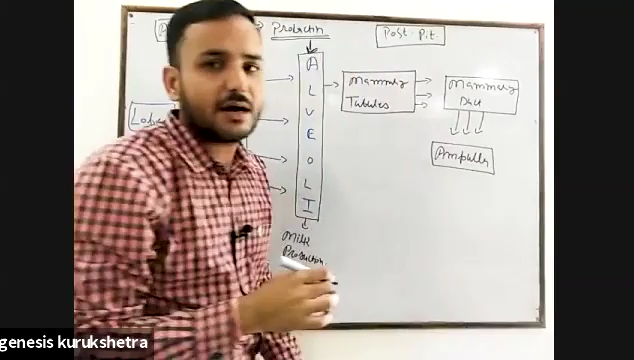 Prolactin
Post. Pit.
A
L
V
E
O
L
I
Mammary
Tubules
Mammary
Duct
Ampulla
Milk
Production
genesis kurukshetra